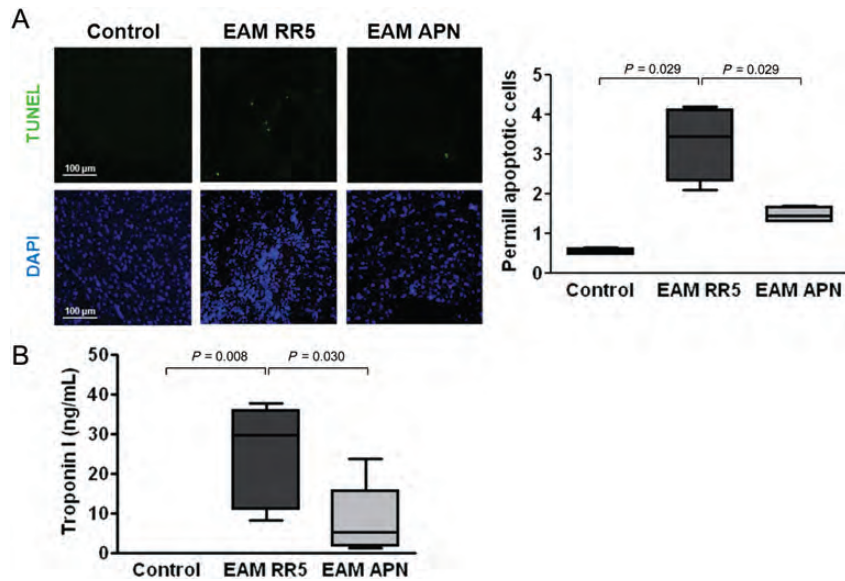 A
Control EAM RR5 EAM APN
TUNEL
100 µm
DAPI
100 µm
P = 0.029 P = 0.029
Permill apoptotic cells
5
4
3
2
1
0
Control EAM RR5 EAM APN
B
P = 0.008 P = 0.030
Troponin I (ng/mL)
50
40
30
20
10
0
Control EAM RR5 EAM APN